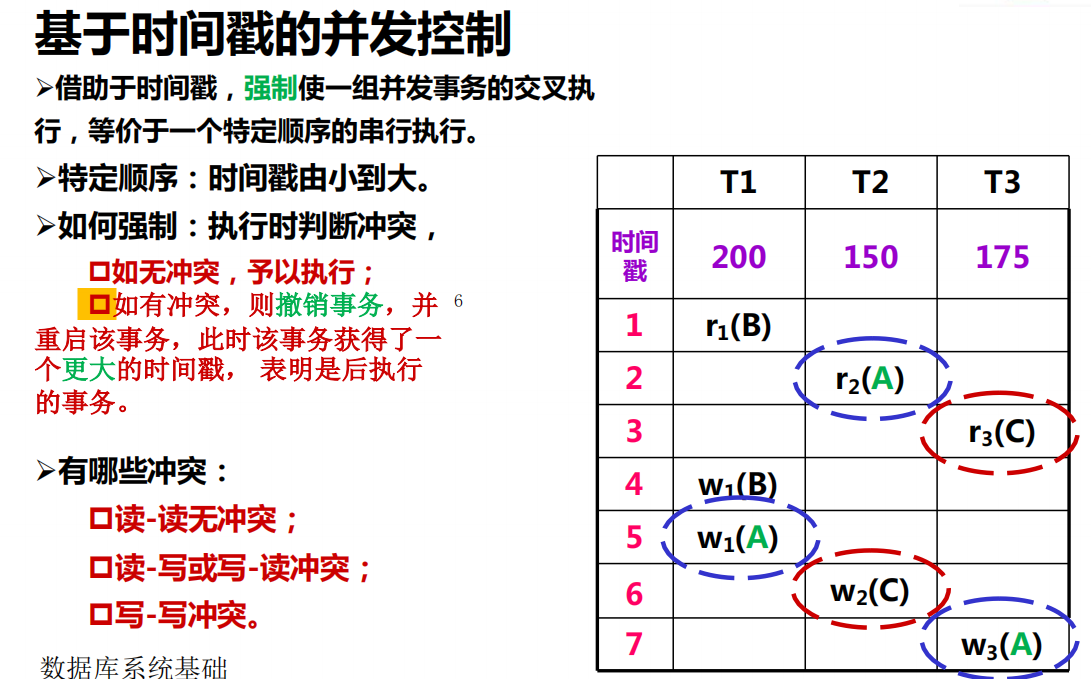 基于时间戳的并发控制
➢借助于时间戳，强制使一组并发事务的交叉执
行，等价于一个特定顺序的串行执行。
➢特定顺序：时间戳由小到大。
➢如何强制：执行时判断冲突，
❑如无冲突，予以执行；
❑如有冲突，则撤销事务，并 6
重启该事务，此时该事务获得了一
个更大的时间戳， 表明是后执行
的事务。
➢有哪些冲突：
❑读-读无冲突；
❑读-写或写-读冲突；
❑写-写冲突。
数据库系统基础
T1 T2 T3
时间
戳 200 150 175
1 r1(B)
2 r2(A)
3 r3(C)
4 w1(B)
5 w1(A)
6 w2(C)
7 w3(A)